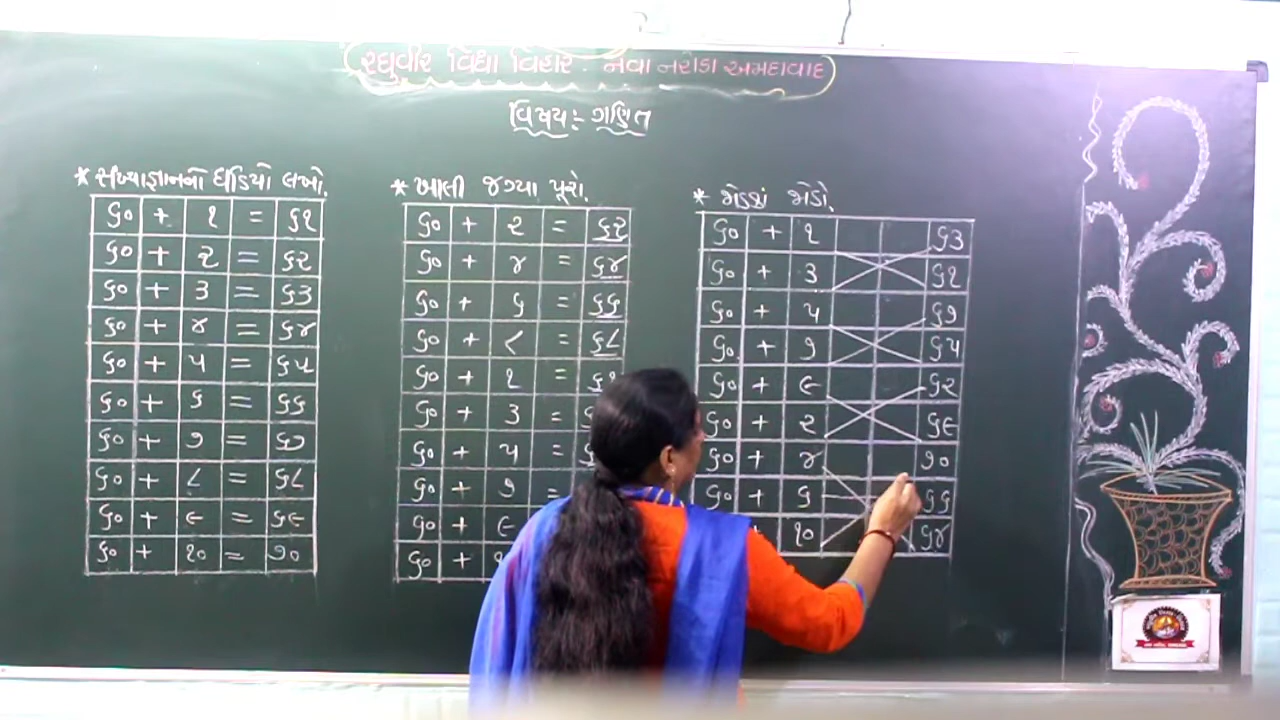 રઘુવીર વિદ્યા વિહાર - નવા નરોડા અમદાવાદ
વિષય :- ગણિત
* સંખ્યાજ્ઞાનનો ઘડિયો લખો.
૬૦ + ૧ = ૬૧
૬૦ + ૨ = ૬૨
૬૦ + ૩ = ૬૩
૬૦ + ૪ = ૬૪
૬૦ + ૫ = ૬૫
૬૦ + ૬ = ૬૬
૬૦ + ૭ = ૬૭
૬૦ + ૮ = ૬૮
૬૦ + ૯ = ૬૯
૬૦ + ૧૦ = ૭૦
* ખાલી જગ્યા પૂરો.
૬૦ + ૨ = ૬૨
૬૦ + ૪ = ૬૪
૬૦ + ૬ = ૬૬
૬૦ + ૮ = ૬૮
૬૦ + ૧ = ૬૧
૬૦ + ૩ =
૬૦ + ૫ =
૬૦ + ૭ =
૬૦ + ૯
૬૦ +
* જોડકાં જોડો.
૬૦ + ૧ ૬૩
૬૦ + ૩ ૬૧
૬૦ + ૫ ૬૭
૬૦ + ૭ ૬૫
૬૦ + ૯ ૬૨
૬૦ + ૨ ૬૯
૬૦ + ૪ ૭૦
૬૦ + ૬ ૬૬
+ ૧૦ ૬૪